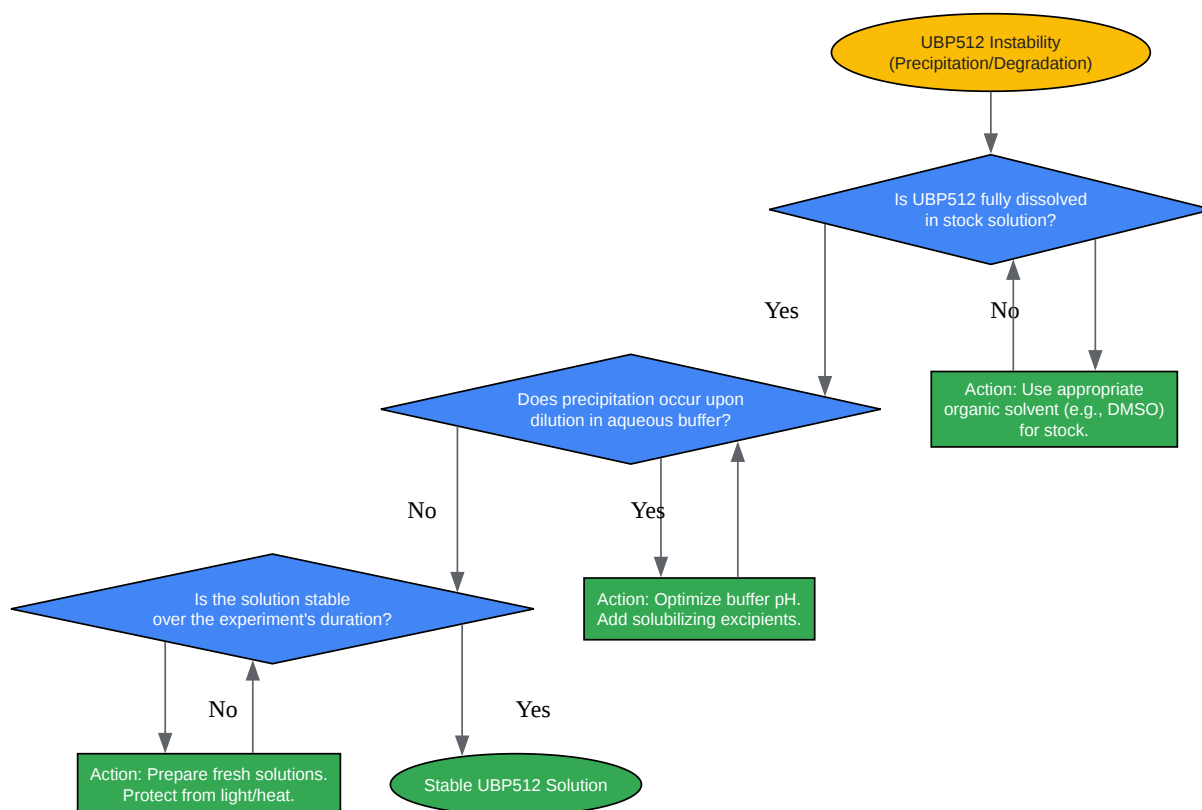 UBP512 Instability
(Precipitation/Degradation)
Is UBP512 fully dissolved
in stock solution?
Yes
No
Action: Use appropriate
organic solvent (e.g., DMSO)
for stock.
Does precipitation occur upon
dilution in aqueous buffer?
No
Yes
Action: Optimize buffer pH.
Add solubilizing excipients.
Is the solution stable
over the experiment's duration?
No
Yes
Action: Prepare fresh solutions.
Protect from light/heat.
Stable UBP512 Solution